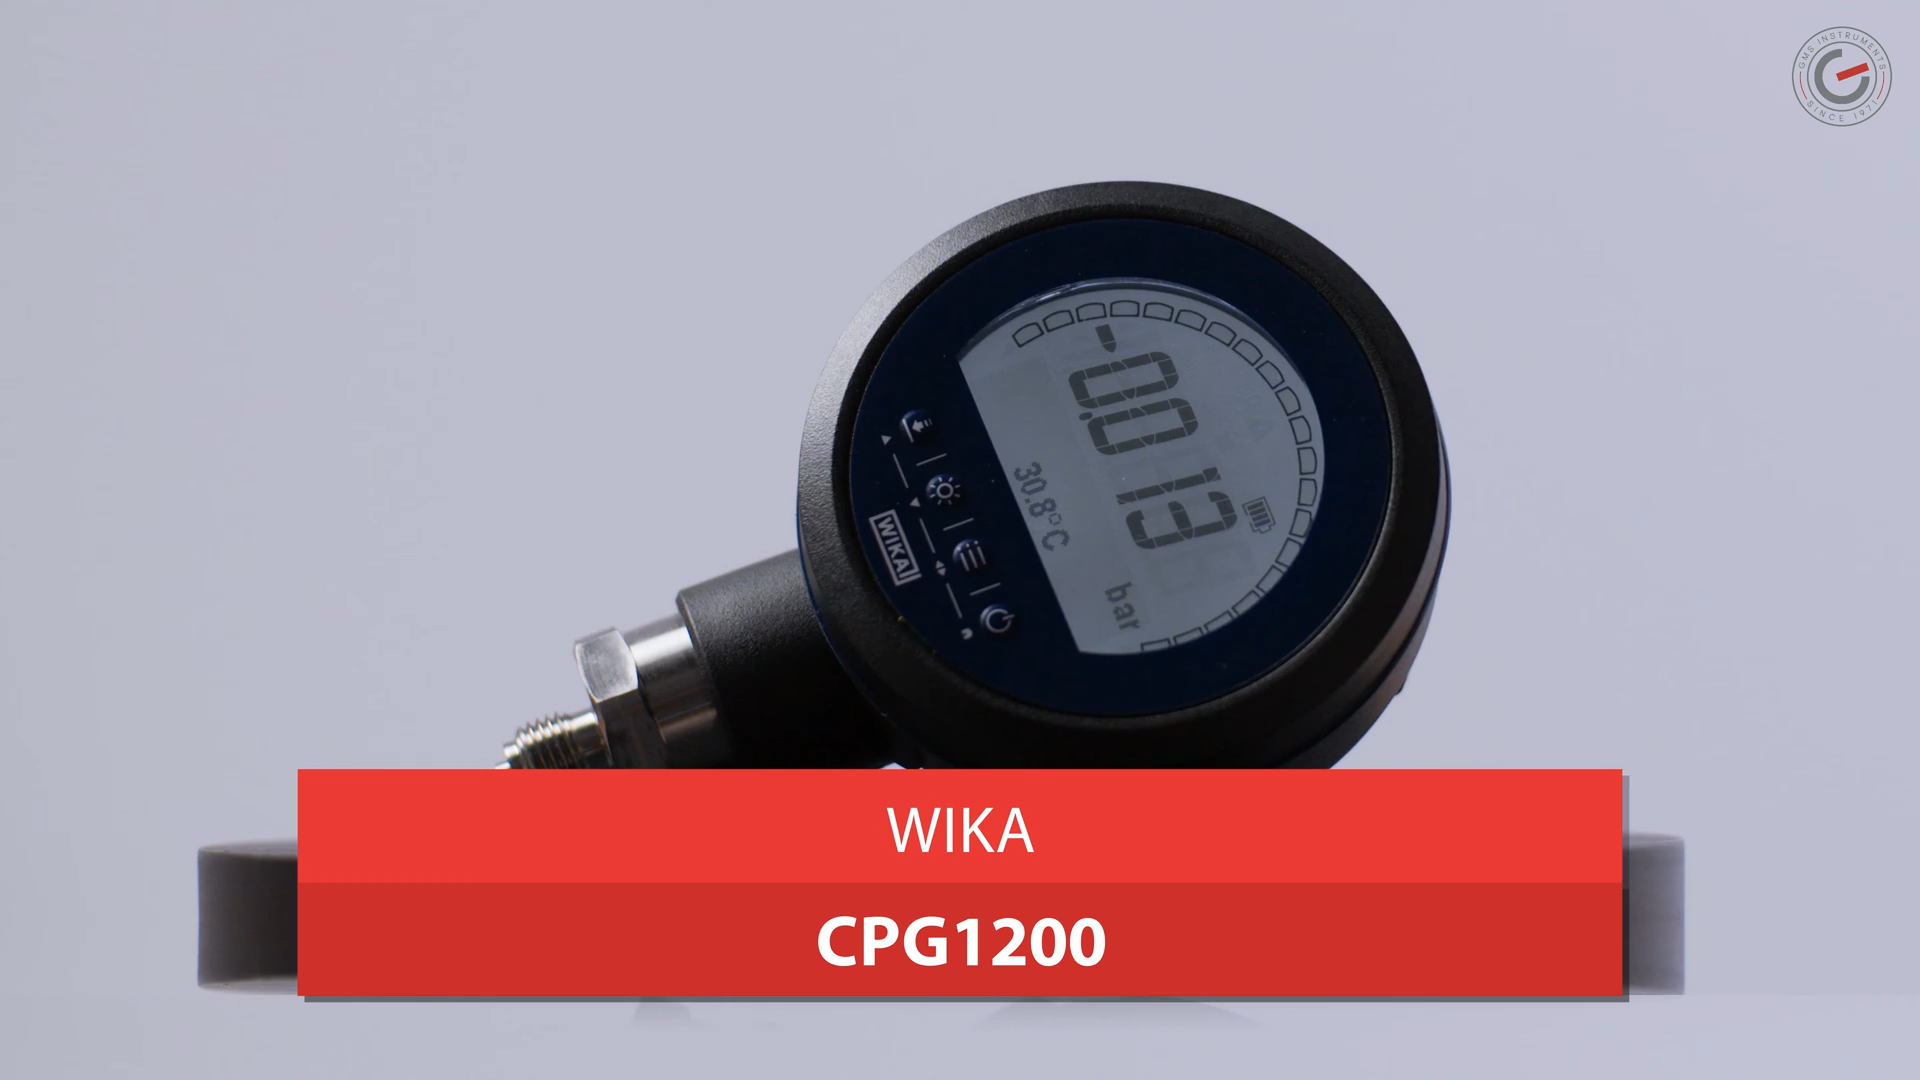 GMS INSTRUMENTS
SINCE 1971
-0.013
30.8°C
bar
WIKA
WIKA
CPG1200